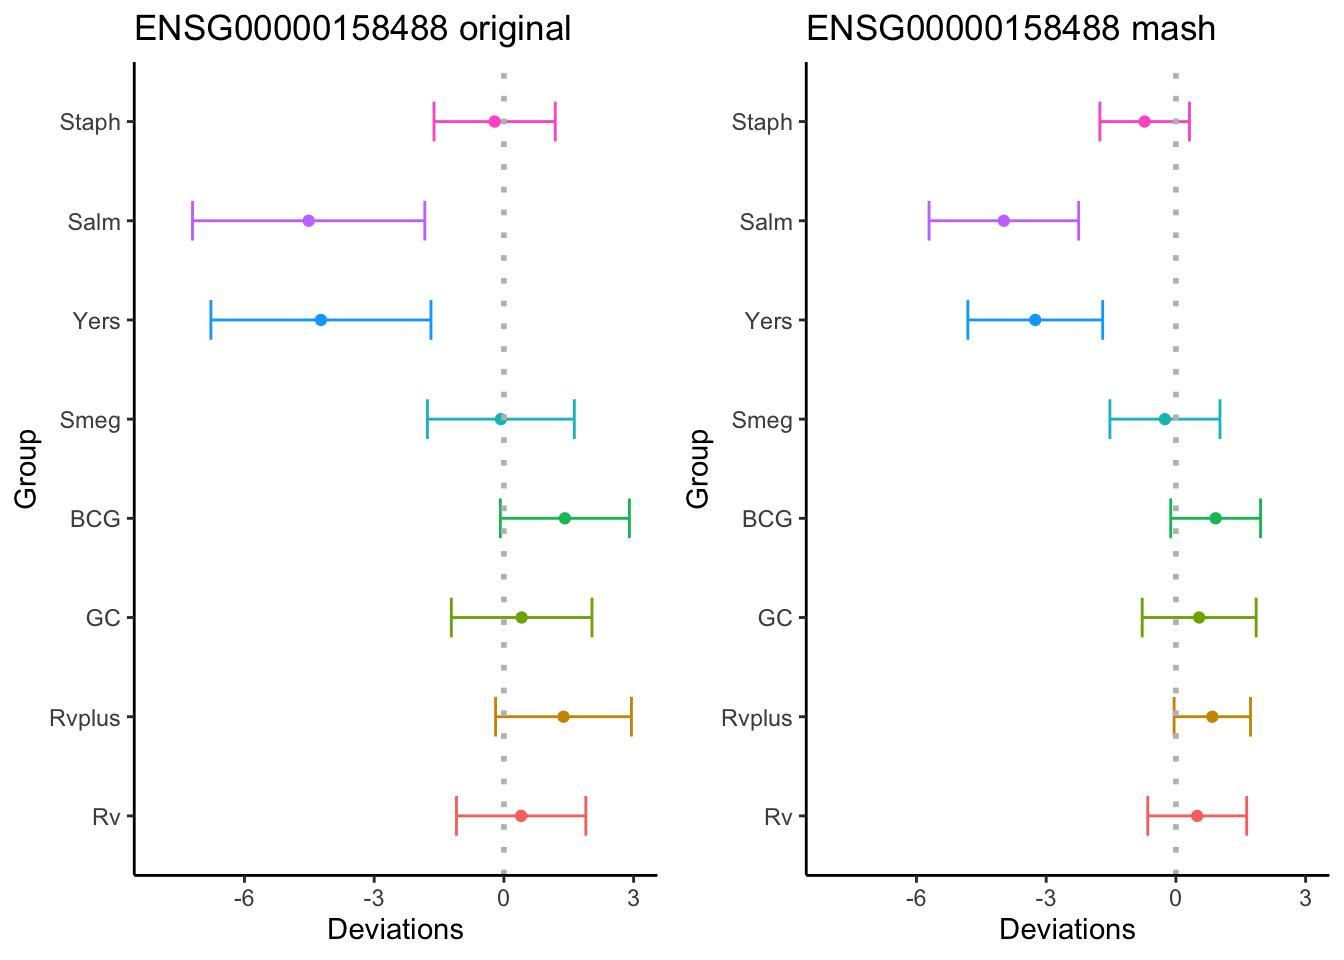 ENSG00000158488 original
Group
Staph
Salm
Yers
Smeg
BCG
GC
Rvplus
Rv
-6 -3 0 3
Deviations
ENSG00000158488 mash
Group
Staph
Salm
Yers
Smeg
BCG
GC
Rvplus
Rv
-6 -3 0 3
Deviations